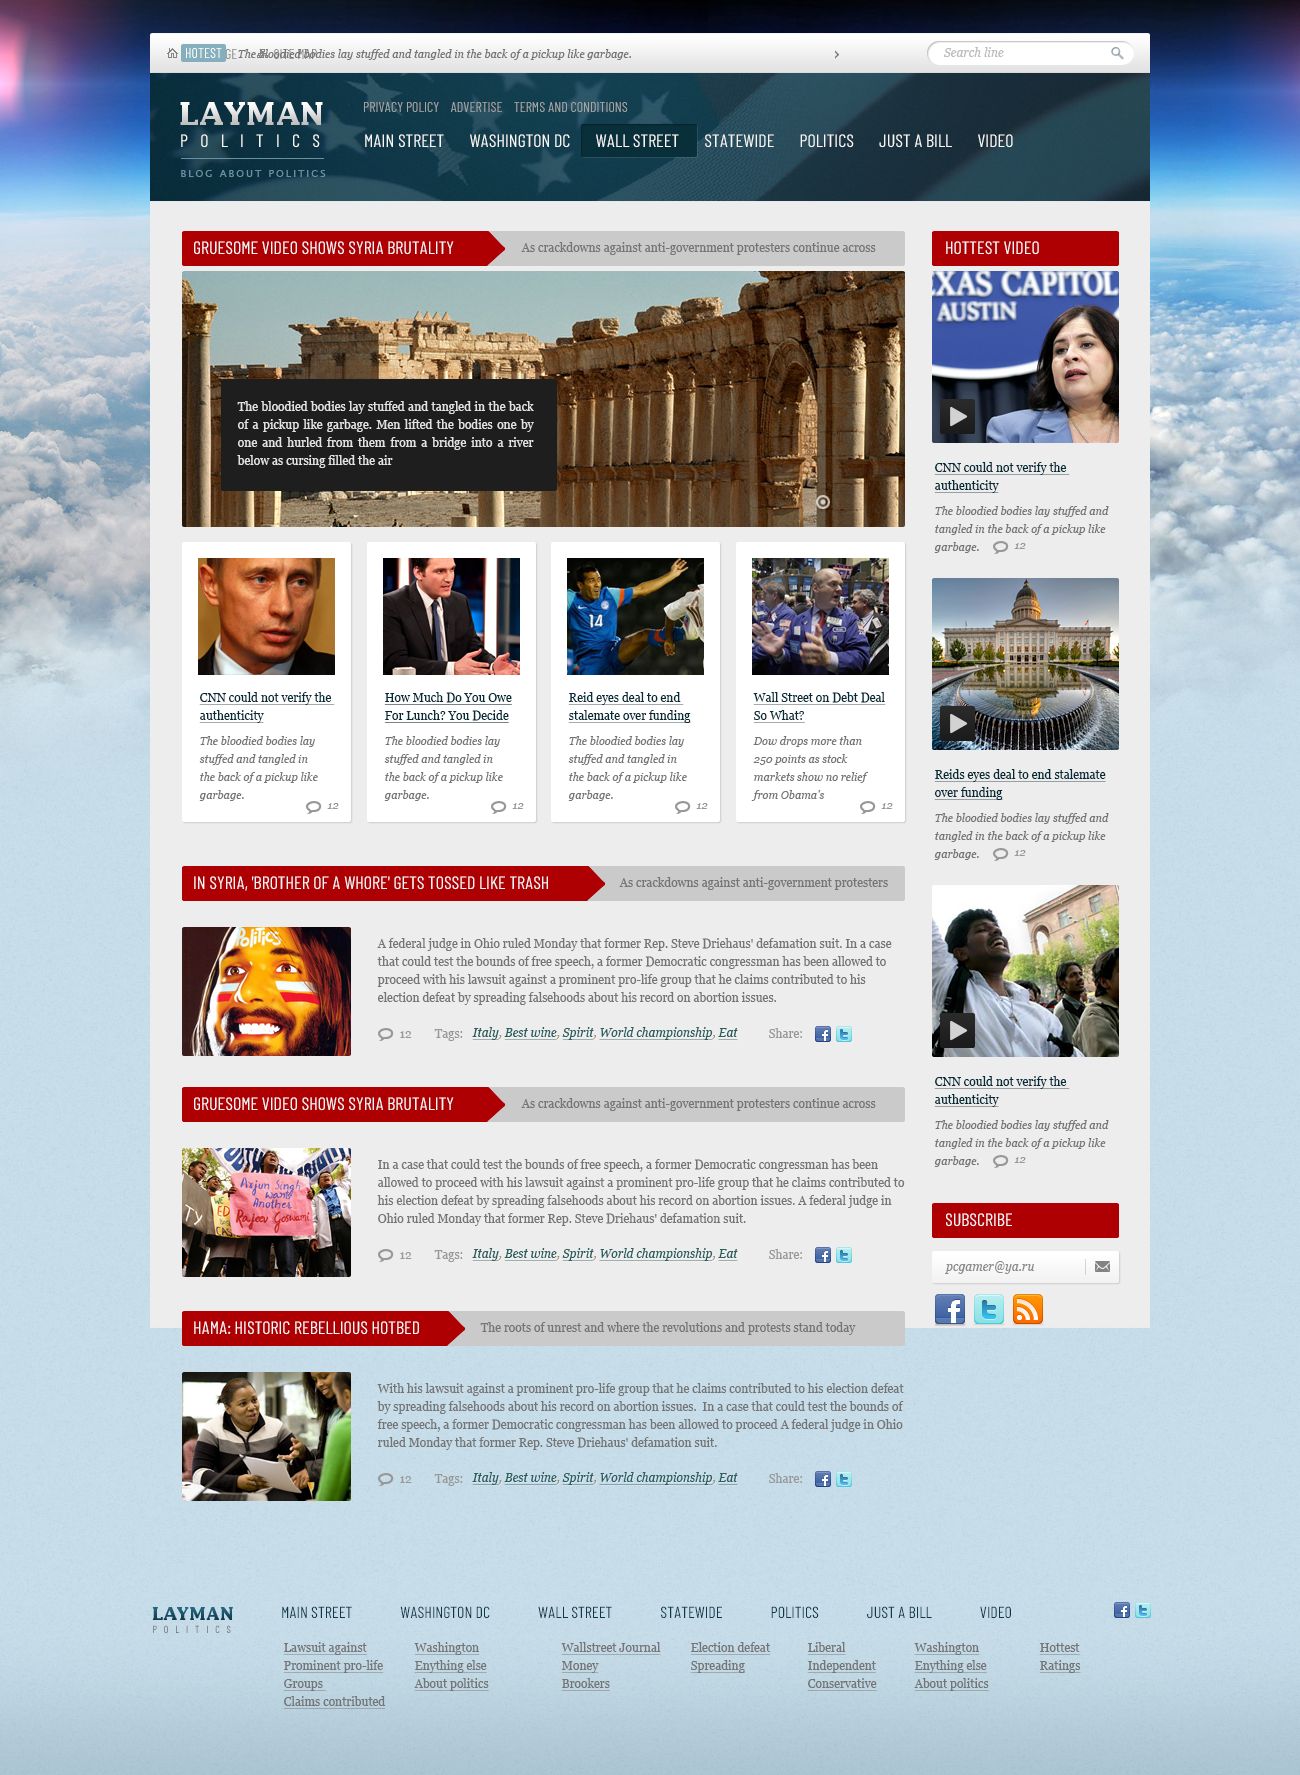 HOTEST The Bloodied bodies lay stuffed and tangled in the back of a pickup like garbage.
Search line
LAYMAN
POLITICS
BLOG ABOUT POLITICS
PRIVACY POLICY ADVERTISE TERMS AND CONDITIONS
MAIN STREET WASHINGTON DC WALL STREET STATEWIDE POLITICS JUST A BILL VIDEO
GRUESOME VIDEO SHOWS SYRIA BRUTALITY
As crackdowns against anti-government protesters continue across
The bloodied bodies lay stuffed and tangled in the back
of a pickup like garbage. Men lifted the bodies one by
one and hurled from them from a bridge into a river
below as cursing filled the air
CNN could not verify the
authenticity
The bloodied bodies lay
stuffed and tangled in
the back of a pickup like
garbage.
12
How Much Do You Owe
For Lunch? You Decide
The bloodied bodies lay
stuffed and tangled in
the back of a pickup like
garbage.
12
14
Reid eyes deal to end
stalemate over funding
The bloodied bodies lay
stuffed and tangled in
the back of a pickup like
garbage.
12
Wall Street on Debt Deal
So What?
Dow drops more than
250 points as stock
markets show no relief
from Obama's
12
IN SYRIA, 'BROTHER OF A WHORE' GETS TOSSED LIKE TRASH
As crackdowns against anti-government protesters
Politics
A federal judge in Ohio ruled Monday that former Rep. Steve Driehaus' defamation suit. In a case
that could test the bounds of free speech, a former Democratic congressman has been allowed to
proceed with his lawsuit against a prominent pro-life group that he claims contributed to his
election defeat by spreading falsehoods about his record on abortion issues.
12 Tags: Italy, Best wine, Spirit, World championship, Eat Share:
GRUESOME VIDEO SHOWS SYRIA BRUTALITY
As crackdowns against anti-government protesters continue across
Arjun Singh
want
Another
Rajeev Goswami
In a case that could test the bounds of free speech, a former Democratic congressman has been
allowed to proceed with his lawsuit against a prominent pro-life group that he claims contributed to
his election defeat by spreading falsehoods about his record on abortion issues. A federal judge in
Ohio ruled Monday that former Rep. Steve Driehaus' defamation suit.
12 Tags: Italy, Best wine, Spirit, World championship, Eat Share:
HAMA: HISTORIC REBELLIOUS HOTBED
The roots of unrest and where the revolutions and protests stand today
With his lawsuit against a prominent pro-life group that he claims contributed to his election defeat
by spreading falsehoods about his record on abortion issues. In a case that could test the bounds of
free speech, a former Democratic congressman has been allowed to proceed A federal judge in Ohio
ruled Monday that former Rep. Steve Driehaus' defamation suit.
12 Tags: Italy, Best wine, Spirit, World championship, Eat Share:
HOTTEST VIDEO
EXAS CAPITOL
AUSTIN
CNN could not verify the
authenticity
The bloodied bodies lay stuffed and
tangled in the back of a pickup like
garbage. 12
Reids eyes deal to end stalemate
over funding
The bloodied bodies lay stuffed and
tangled in the back of a pickup like
garbage. 12
CNN could not verify the
authenticity
The bloodied bodies lay stuffed and
tangled in the back of a pickup like
garbage. 12
SUBSCRIBE
pcgamer@ya.ru
LAYMAN
POLITICS
MAIN STREET WASHINGTON DC WALL STREET STATEWIDE POLITICS JUST A BILL VIDEO
Lawsuit against
Prominent pro-life
Groups
Claims contributed
Washington
Enything else
About politics
Wallstreet Journal
Money
Brookers
Election defeat
Spreading
Liberal
Independent
Conservative
Washington
Enything else
About politics
Hottest
Ratings